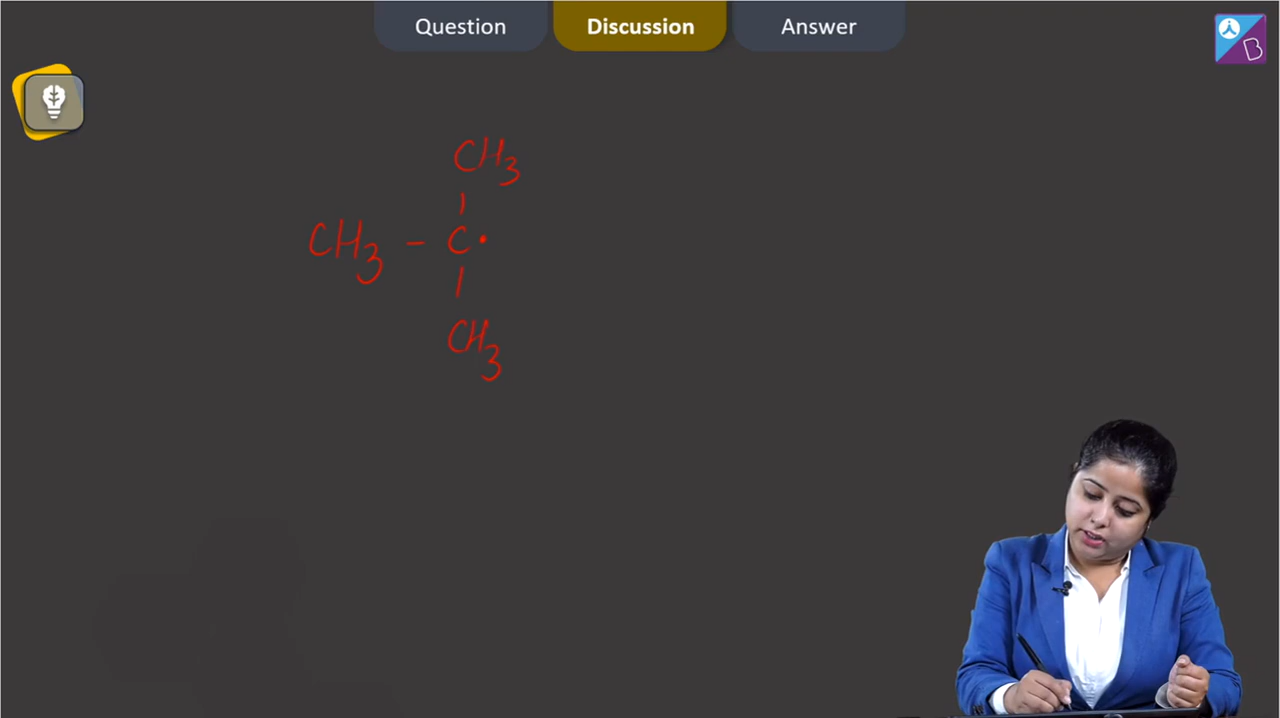 Question Discussion Answer
CH3
CH3 - C•
CH3